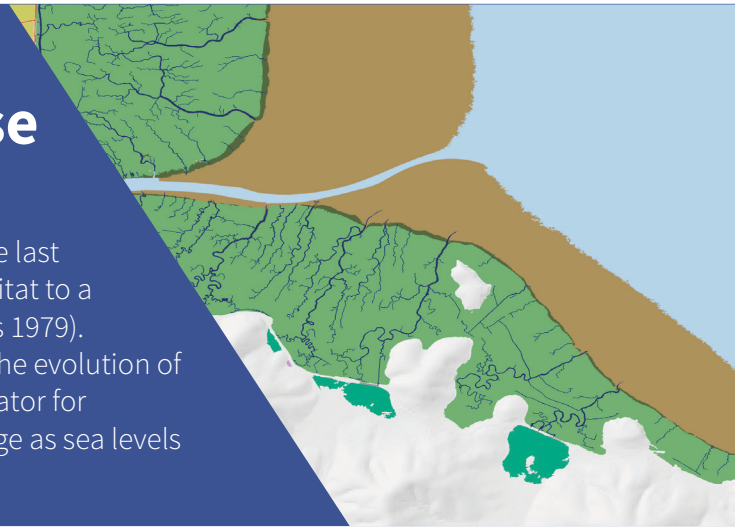 se
e last
itat to a
s 1979).
he evolution of
ator for
ge as sea levels